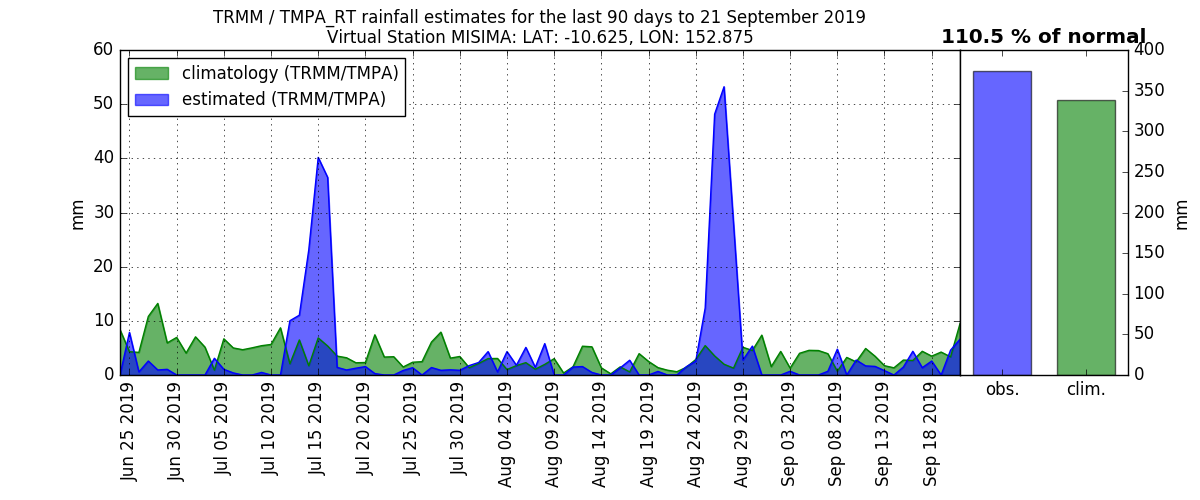 TRMM / TMPA_RT rainfall estimates for the last 90 days to 21 September 2019
Virtual Station MISIMA: LAT: -10.625, LON: 152.875
110.5 % of normal
climatology (TRMM/TMPA)
estimated (TRMM/TMPA)
60
50
40
30
20
10
0
mm
Jun 25 2019
Jun 30 2019
Jul 05 2019
Jul 10 2019
Jul 15 2019
Jul 20 2019
Jul 25 2019
Jul 30 2019
Aug 04 2019
Aug 09 2019
Aug 14 2019
Aug 19 2019
Aug 24 2019
Aug 29 2019
Sep 03 2019
Sep 08 2019
Sep 13 2019
Sep 18 2019
obs.
clim.
400
350
300
250
200
150
100
50
0
mm